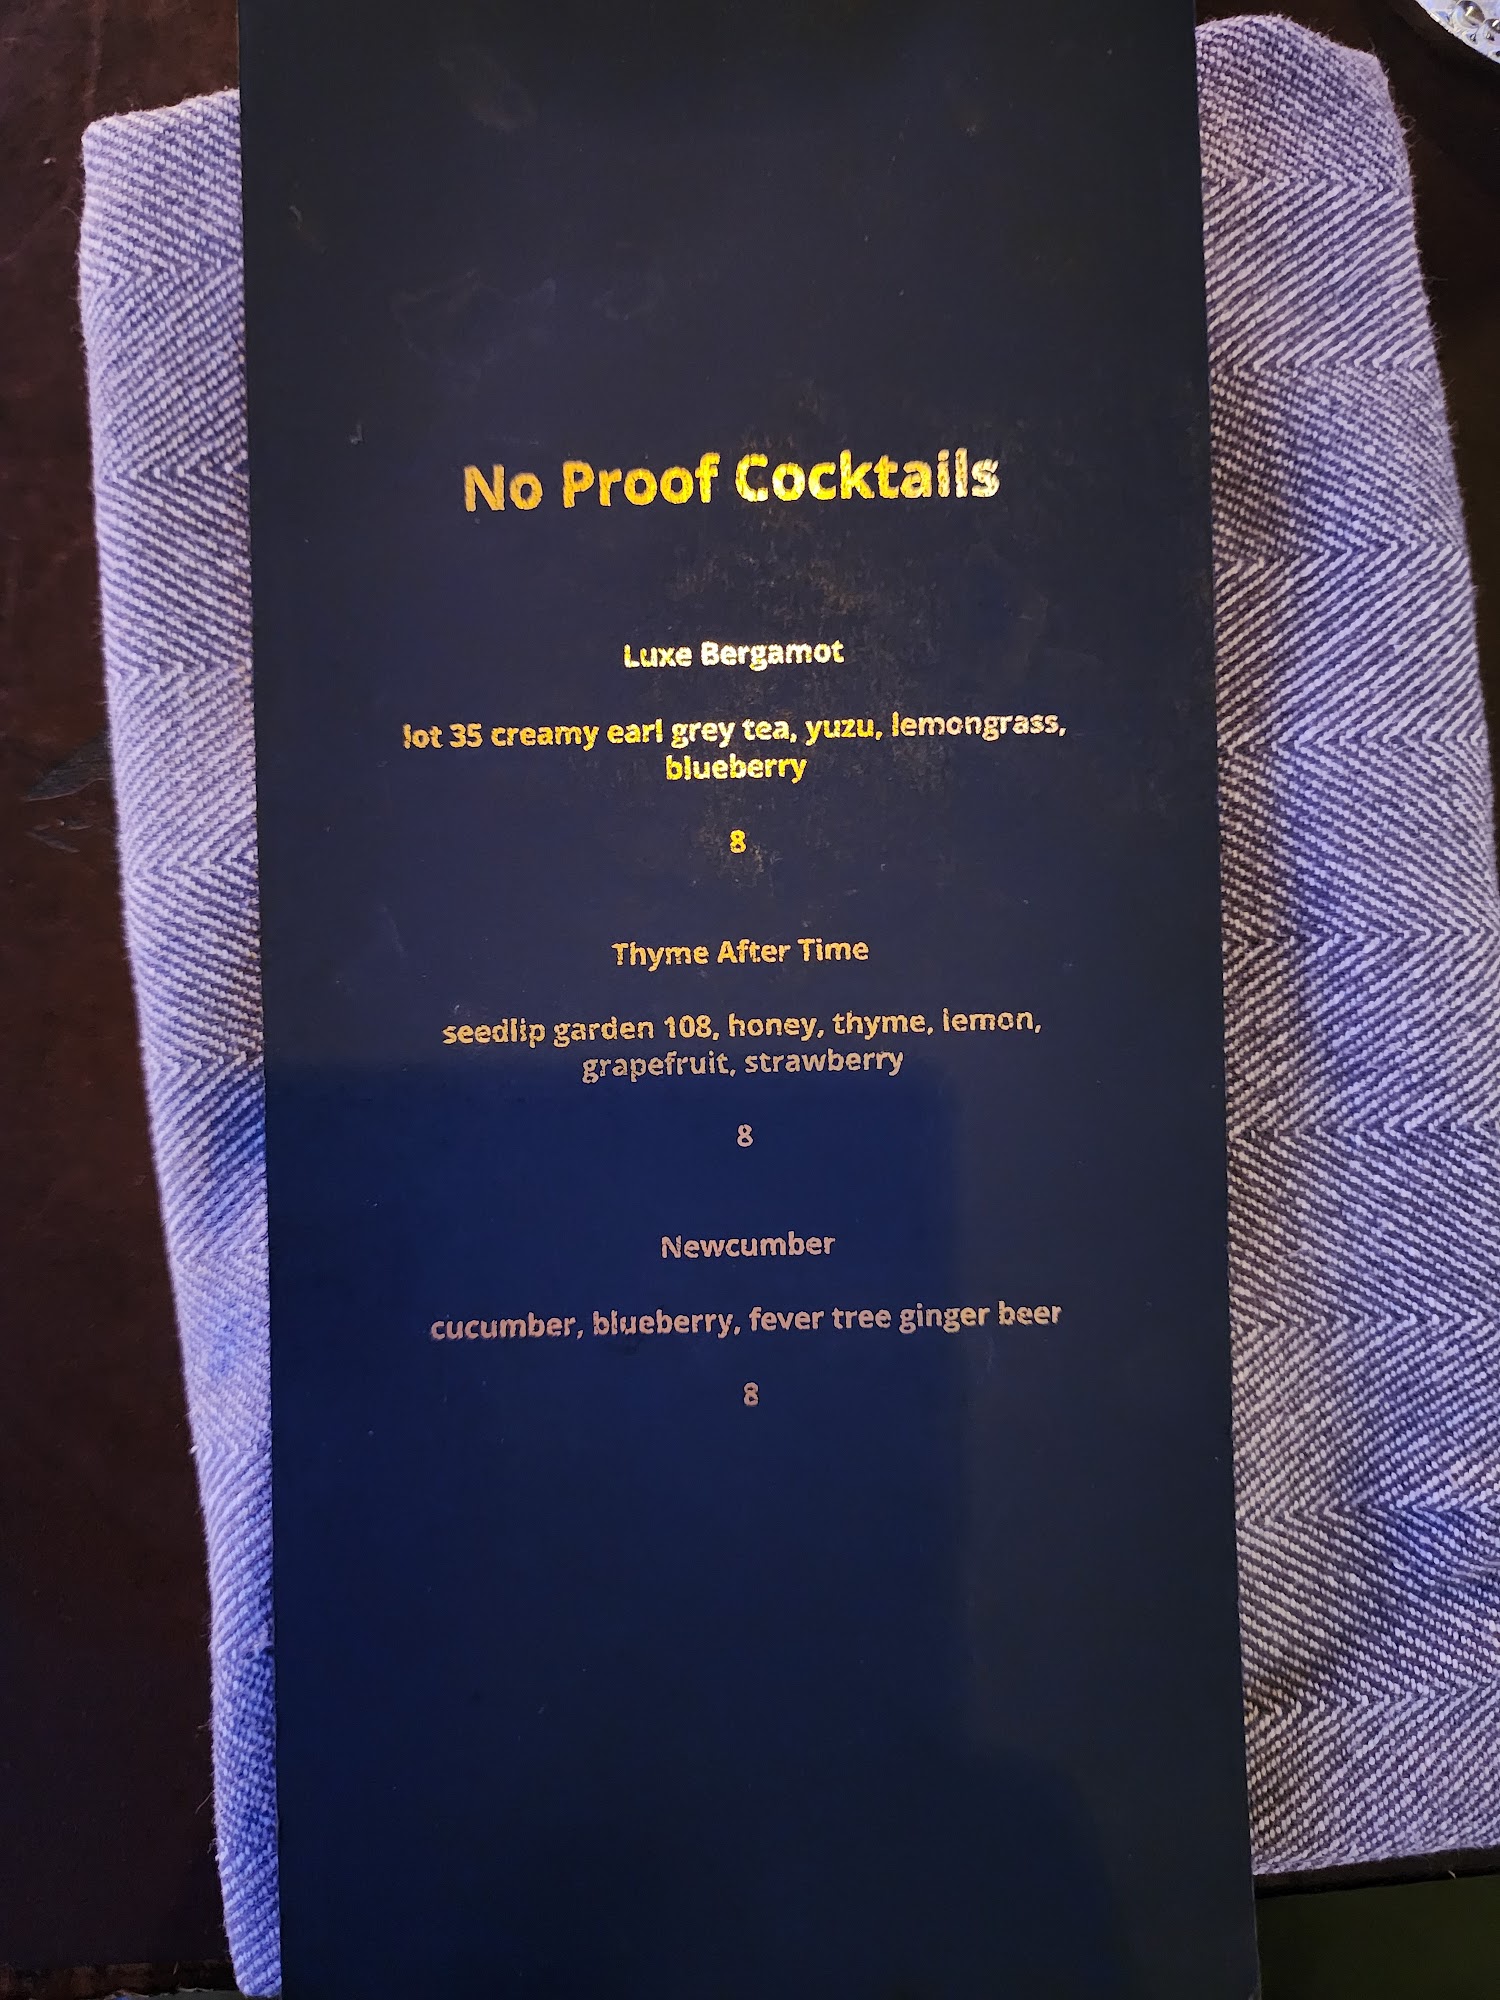 No Proof Cocktails
Luxe Bergamot
lot 35 creamy earl grey tea, yuzu, lemongrass,
blueberry
8
Thyme After Time
seedlip garden 108, honey, thyme, lemon,
grapefruit, strawberry
8
Newcumber
cucumber, blueberry, fever tree ginger beer
8